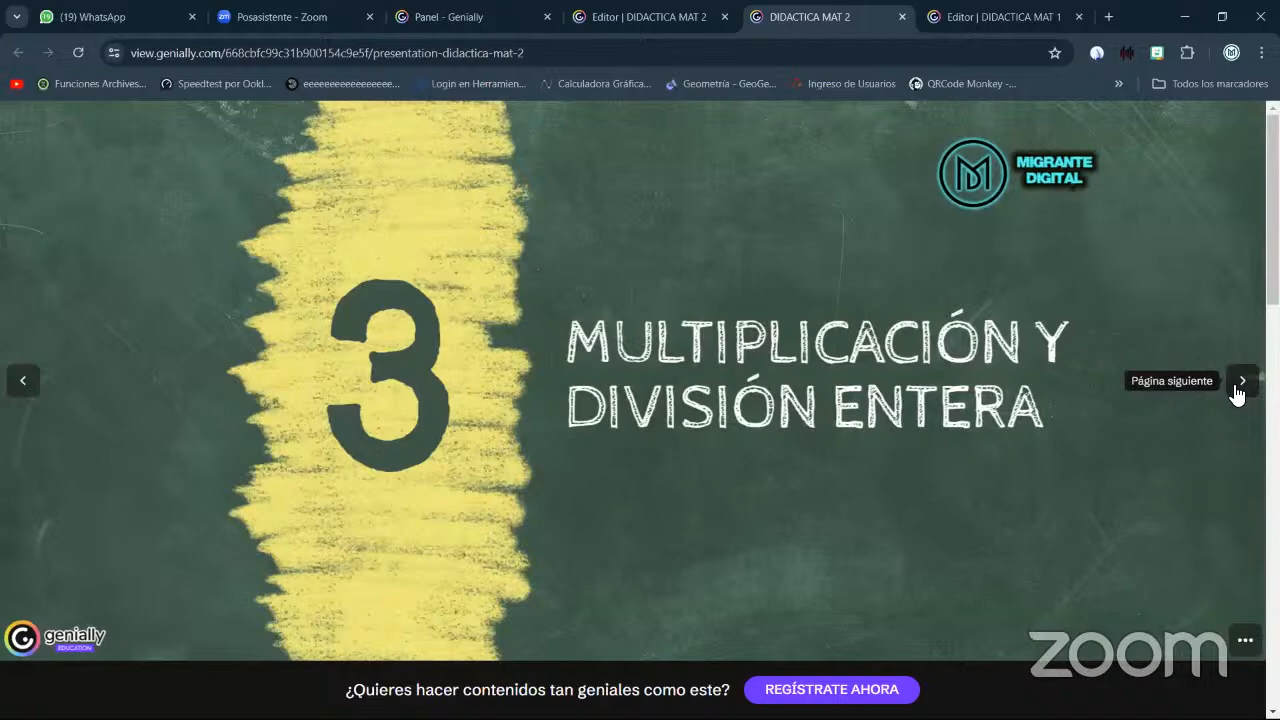 (19) WhatsApp
Posasistente - Zoom
Panel - Genially
Editor | DIDACTICA MAT 2
DIDACTICA MAT 2
Editor | DIDACTICA MAT 1
view.genially.com/668cbfc99c31b900154c9e5f/presentation-didactica-mat-2
Funciones Archives...
Speedtest por Ookl...
eeeeeeeeeeeeeeee...
Login en Herramien...
Calculadora Gráfica...
Geometría - GeoGe...
Ingreso de Usuarios
QRCode Monkey -...
Todos los marcadores
MIGRANTE
DIGITAL
3
MULTIPLICACIÓN Y
DIVISIÓN ENTERA
Página siguiente
genially
EDUCATION
zoom
¿Quieres hacer contenidos tan geniales como este?
REGÍSTRATE AHORA